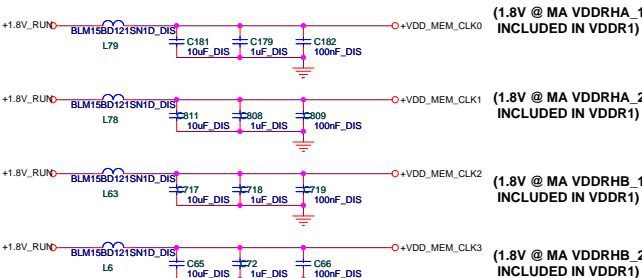 (1.8V @ MA VDDRHA_1
INCLUDED IN VDDR1)
+1.8V_RUN
BLM15BD121SN1D_DIS
L79
C181
10uF_DIS
C179
1uF_DIS
C182
100nF_DIS
+VDD_MEM_CLK0
+1.8V_RUN
BLM15BD121SN1D_DIS
L78
C811
10uF_DIS
C808
1uF_DIS
C809
100nF_DIS
+VDD_MEM_CLK1
(1.8V @ MA VDDRHA_2
INCLUDED IN VDDR1)
+1.8V_RUN
BLM15BD121SN1D_DIS
L63
C717
10uF_DIS
C718
1uF_DIS
C719
100nF_DIS
+VDD_MEM_CLK2
(1.8V @ MA VDDRHB_1
INCLUDED IN VDDR1)
+1.8V_RUN
BLM15BD121SN1D_DIS
L6
C65
10uF_DIS
C72
1uF_DIS
C66
100nF_DIS
+VDD_MEM_CLK3
(1.8V @ MA VDDRHB_2
INCLUDED IN VDDR1)